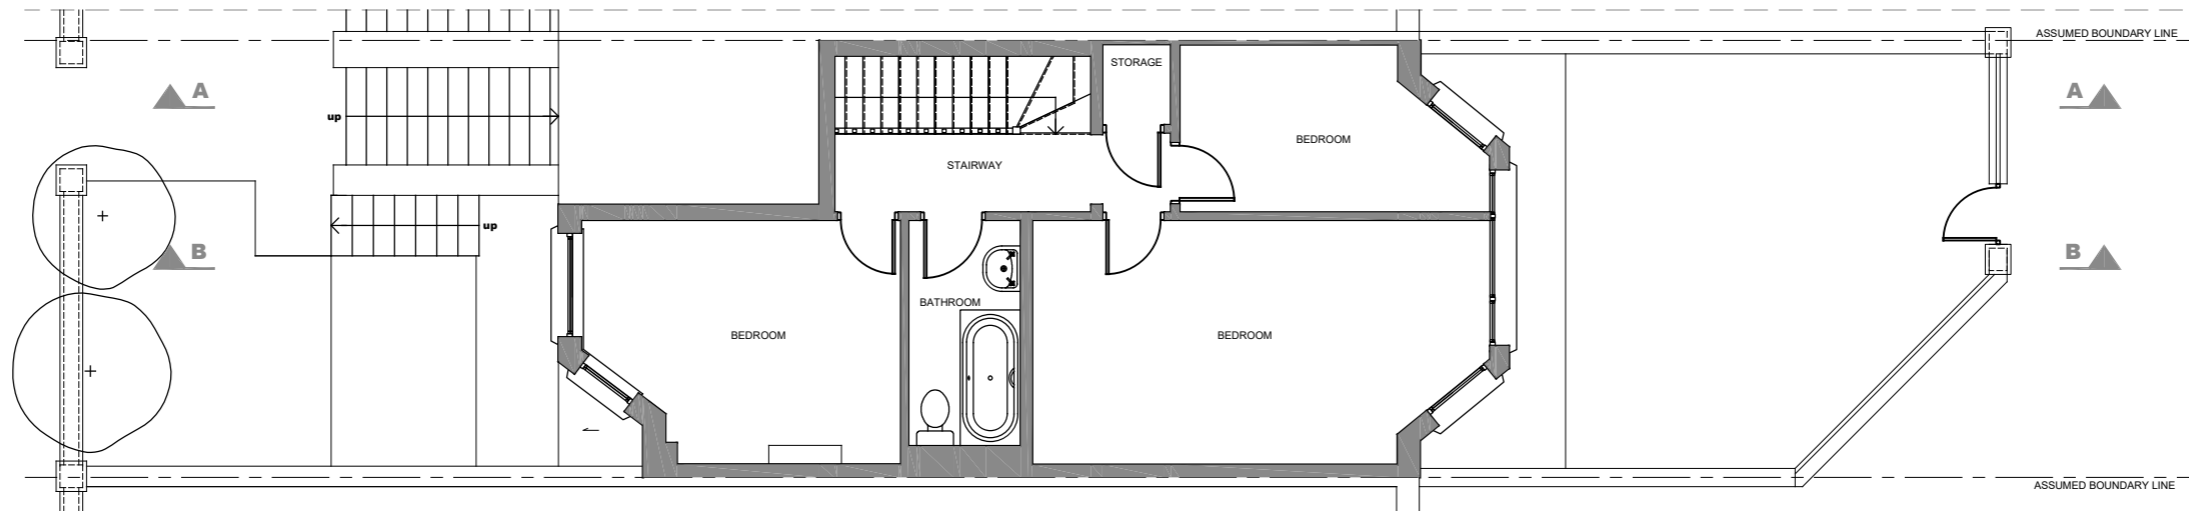 ASSUMED BOUNDARY LINE
STORAGE
A
A
up
BEDROOM
STAIRWAY
up
B
B
BATHROOM
BEDROOM
BEDROOM
ASSUMED BOUNDARY LINE